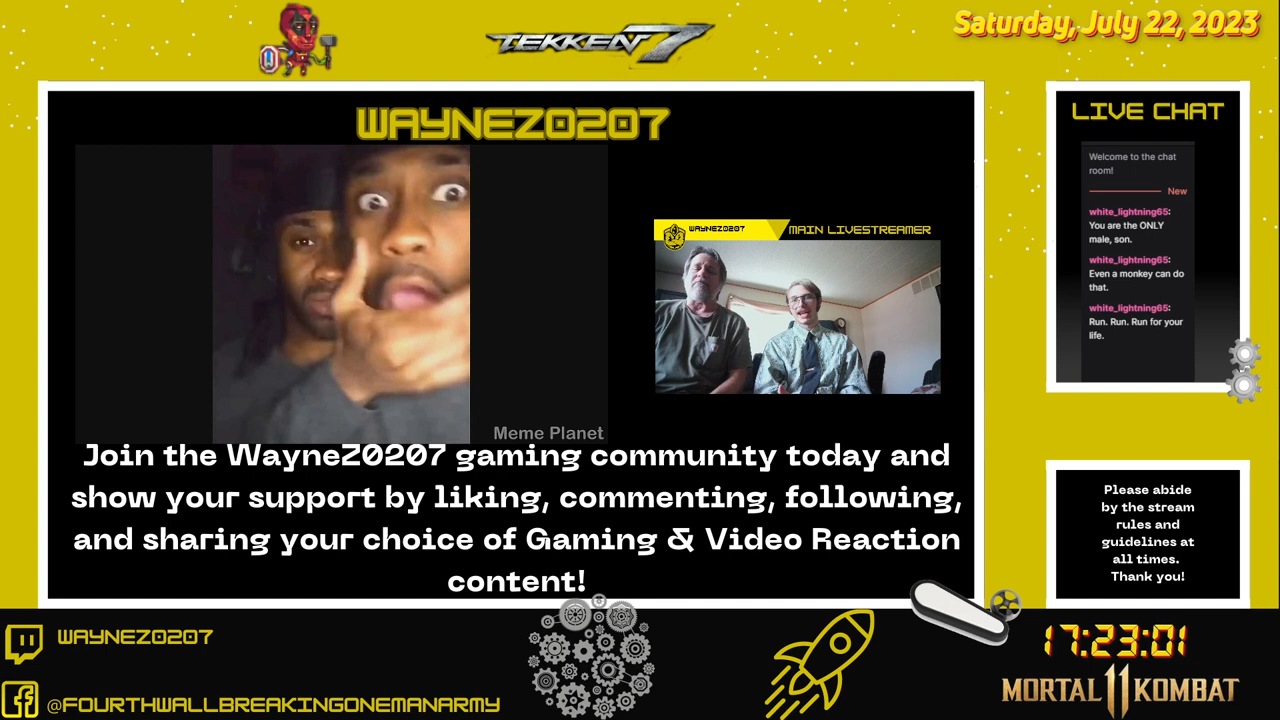 Saturday, July 22, 2023
TEKKEN 7
WAYNEZ0207
LIVE CHAT
Welcome to the chat
room!
New
white_lightning65:
You are the ONLY
male, son.
white_lightning65:
Even a monkey can do
that.
white_lightning65:
Run. Run. Run for your
life.
WAYNEZ0207
MAIN LIVESTREAMER
Meme Planet
Join the WayneZ0207 gaming community today and
show your support by liking, commenting, following,
and sharing your choice of Gaming & Video Reaction
content!
Please abide
by the stream
rules and
guidelines at
all times.
Thank you!
WAYNEZ0207
@FOURTHWALLBREAKINGONEMANARMY
17:23:01
MORTAL 11 KOMBAT